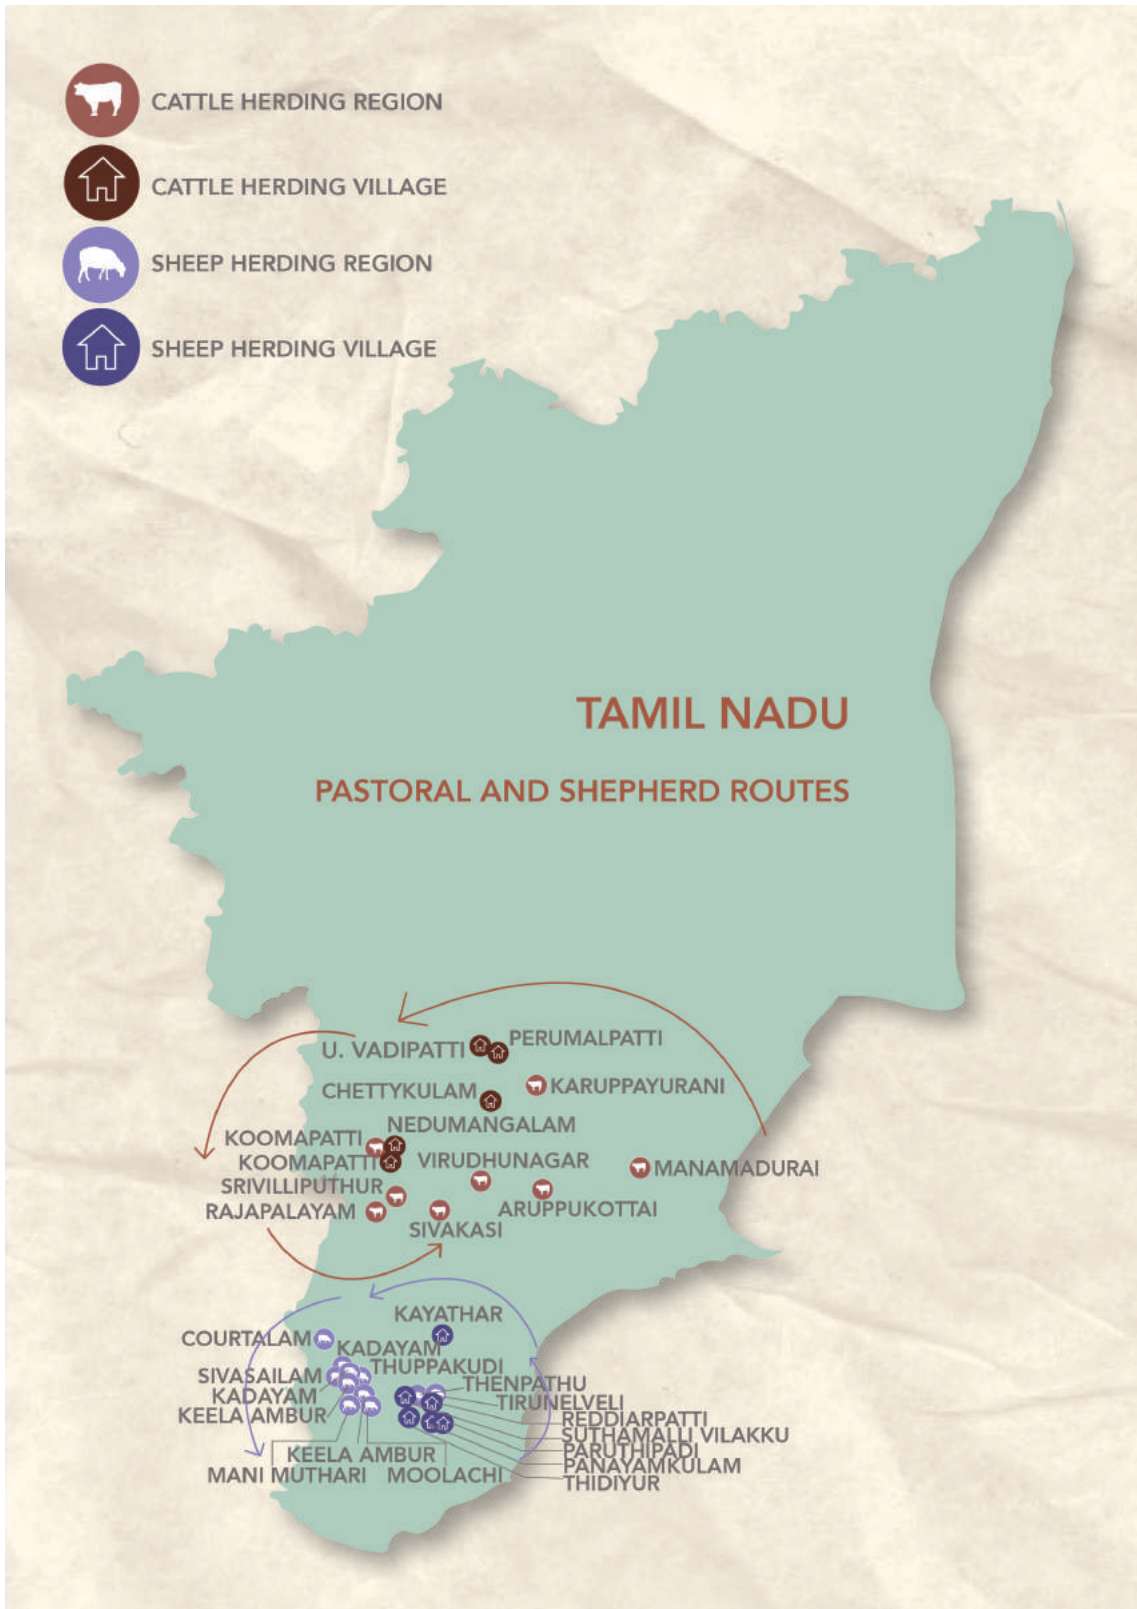 CATTLE HERDING REGION
CATTLE HERDING VILLAGE
SHEEP HERDING REGION
SHEEP HERDING VILLAGE
TAMIL NADU
PASTORAL AND SHEPHERD ROUTES
PERUMALPATTI
U. VADIPATTI
KARUPPAYURANI
CHETTYKULAM
NEDUMANGALAM
KOOMAPATTI
KOOMAPATTI
VIRUDHUNAGAR
MANAMADURAI
SRIVILLIPUTHUR
RAJAPALAYAM
ARUPPUKOTTAI
SIVAKASI
KAYATHAR
COURTALAM
KADAYAM
THUPPAKUDI
SIVASAILAM
THENPATHU
KADAYAM
TIRUNELVELI
KEELA AMBUR
REDDIARPATTI
SUTHAMALLI VILAKKU
PARUTHIPADI
KEELA AMBUR
PANAYAMKULAM
MANI MUTHARI
MOOLACHI
THIDIYUR